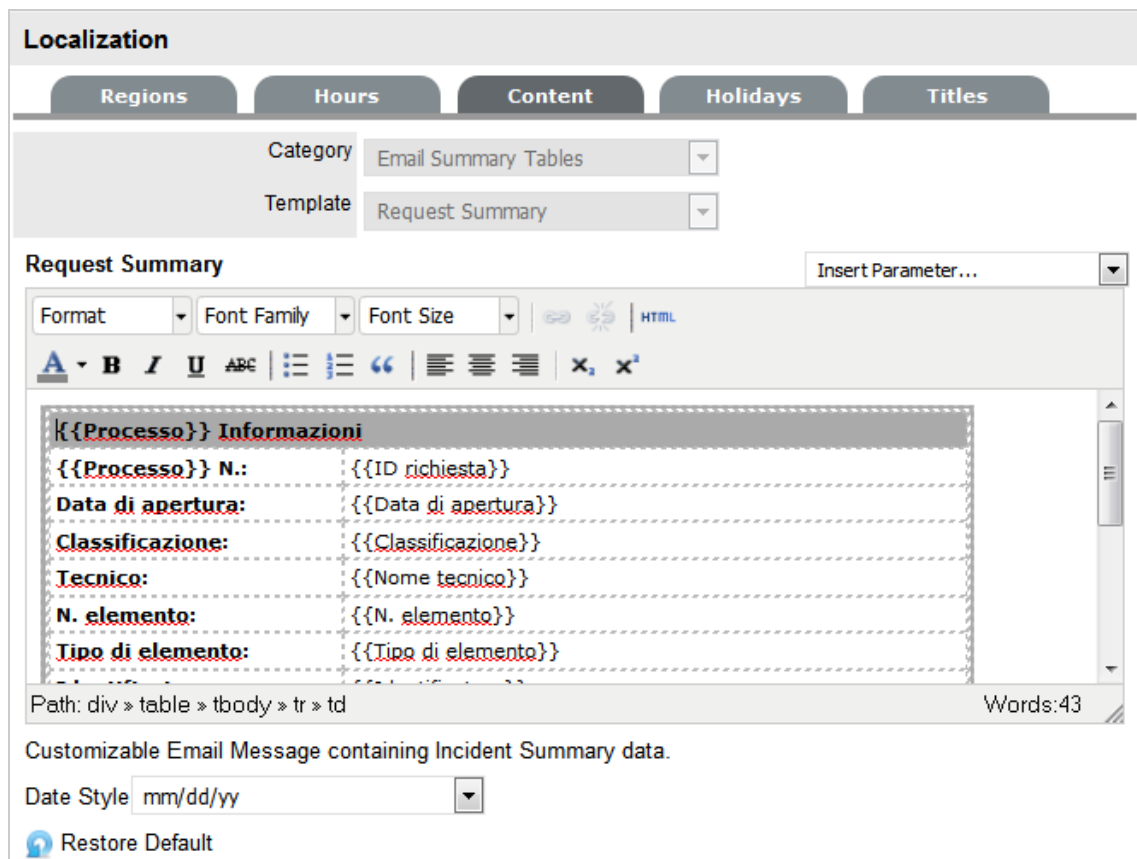 Localization
Regions Hours Content Holidays Titles
Category Email Summary Tables
Template Request Summary
Request Summary Insert Parameter...
Format Font Family Font Size HTML
A B I U ABC “ x₂ x²
{{Processo}} Informazioni
{{Processo}} N.: {{ID richiesta}}
Data di apertura: {{Data di apertura}}
Classificazione: {{Classificazione}}
Tecnico: {{Nome tecnico}}
N. elemento: {{N. elemento}}
Tipo di elemento: {{Tipo di elemento}}
Path: div » table » tbody » tr » td Words:43
Customizable Email Message containing Incident Summary data.
Date Style mm/dd/yy
Restore Default